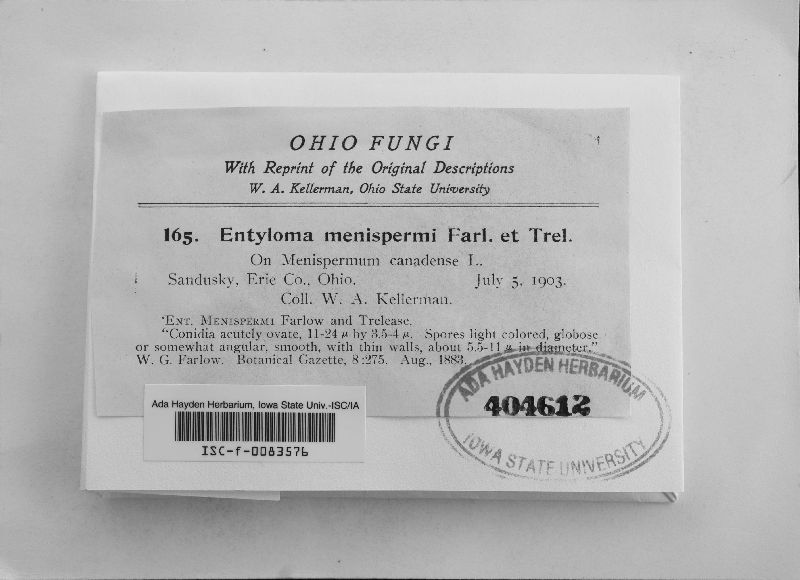 OHIO FUNGI
With Reprint of the Original Descriptions
W. A. Kellerman, Ohio State University
165. Entyloma menispermi Farl. et Trel.
On Menispermum canadense L.
Sandusky, Erie Co., Ohio. July 5, 1903.
Coll. W. A. Kellerman.
"ENT. MENISPERMI Farlow and Trelease.
"Conidia acutely ovate, 11-24 μ by 3.5-4 μ. Spores light colored, globose
or somewhat angular, smooth, with thin walls, about 5.5-11 μ in diameter."
W. G. Farlow. Botanical Gazette, 8:275. Aug., 1883.
ADA HAYDEN HERBARIUM
404612
IOWA STATE UNIVERSITY
Ada Hayden Herbarium, Iowa State Univ.-ISC/IA
ISC-f-0083576